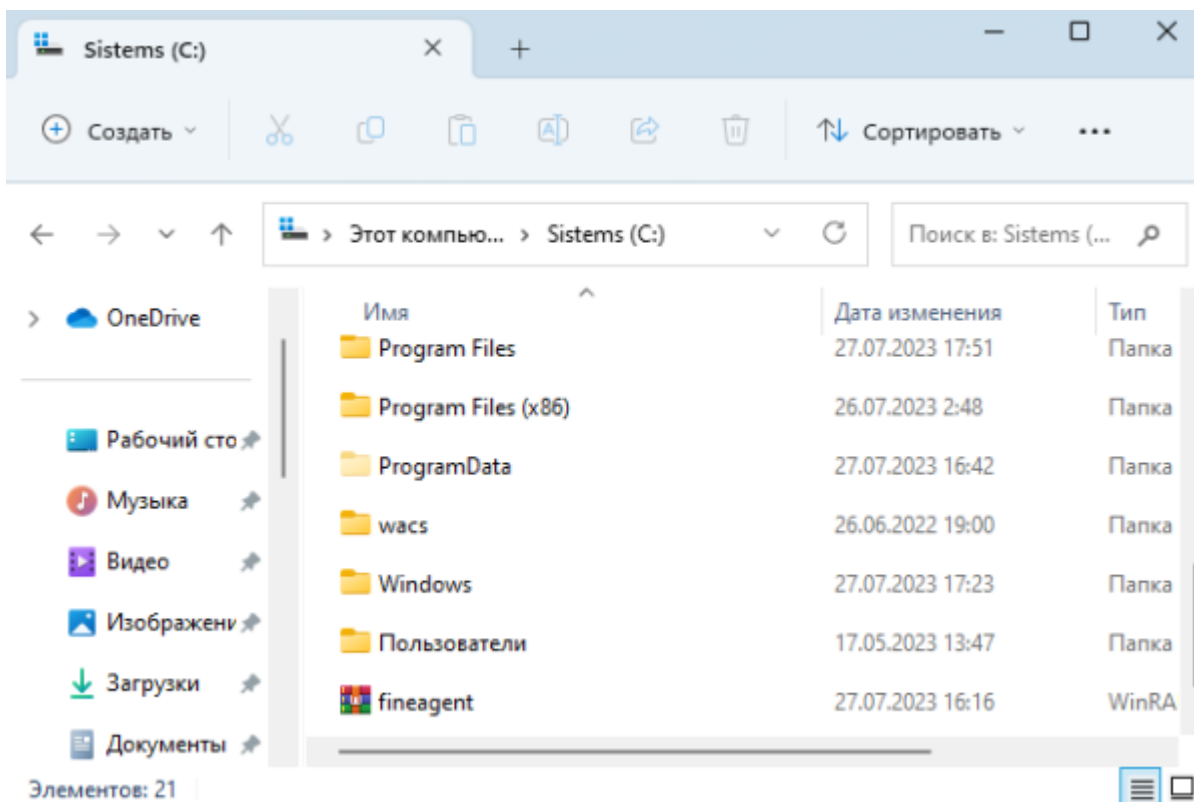 Sistems (C:)
Создать
Сортировать
Этот компью... › Sistems (C:)
Поиск в: Sistems (...
OneDrive
Рабочий сто
Музыка
Видео
Изображени
Загрузки
Документы
Имя Дата изменения Тип
Program Files 27.07.2023 17:51 Папка
Program Files (x86) 26.07.2023 2:48 Папка
ProgramData 27.07.2023 16:42 Папка
wacs 26.06.2022 19:00 Папка
Windows 27.07.2023 17:23 Папка
Пользователи 17.05.2023 13:47 Папка
fineagent 27.07.2023 16:16 WinRA
Элементов: 21